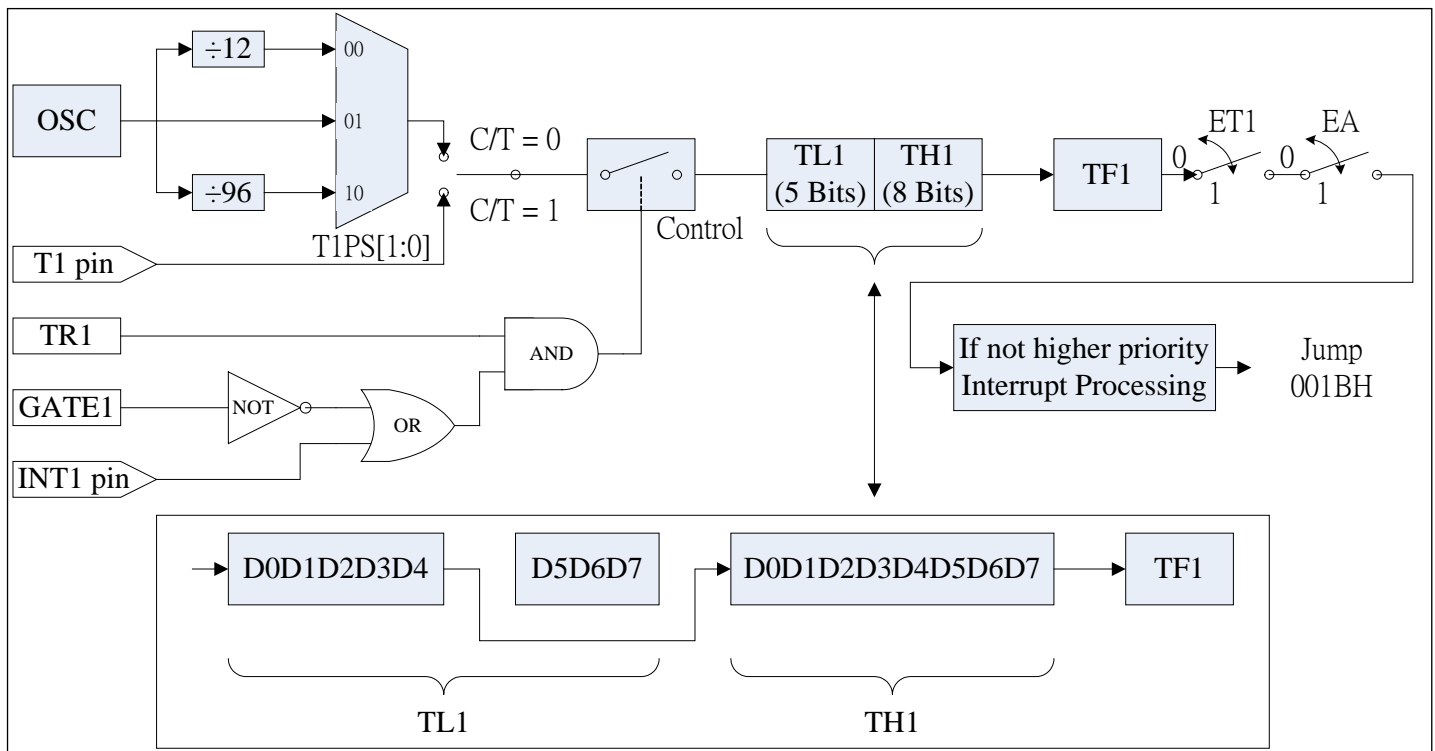 ÷12
00
OSC
01
÷96
10
T1PS[1:0]
C/T = 0
C/T = 1
Control
TL1
(5 Bits)
TH1
(8 Bits)
TF1
ET1
0
1
EA
0
1
T1 pin
TR1
AND
GATE1
NOT
OR
INT1 pin
If not higher priority
Interrupt Processing
Jump
001BH
D0D1D2D3D4
D5D6D7
D0D1D2D3D4D5D6D7
TF1
TL1
TH1